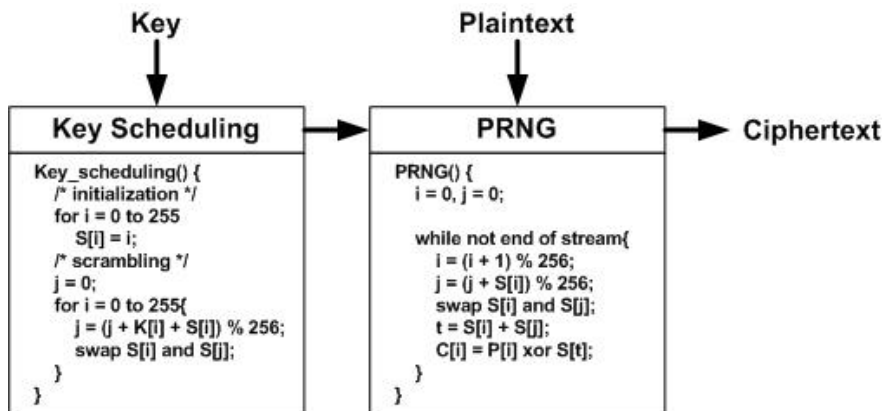 Key
Plaintext
Key Scheduling
PRNG
Ciphertext
Key_scheduling() {
/* initialization */
for i = 0 to 255
S[i] = i;
/* scrambling */
j = 0;
for i = 0 to 255{
j = (j + K[i] + S[i]) % 256;
swap S[i] and S[j];
}
}
PRNG() {
i = 0, j = 0;
while not end of stream{
i = (i + 1) % 256;
j = (j + S[i]) % 256;
swap S[i] and S[j];
t = S[i] + S[j];
C[i] = P[i] xor S[t];
}
}